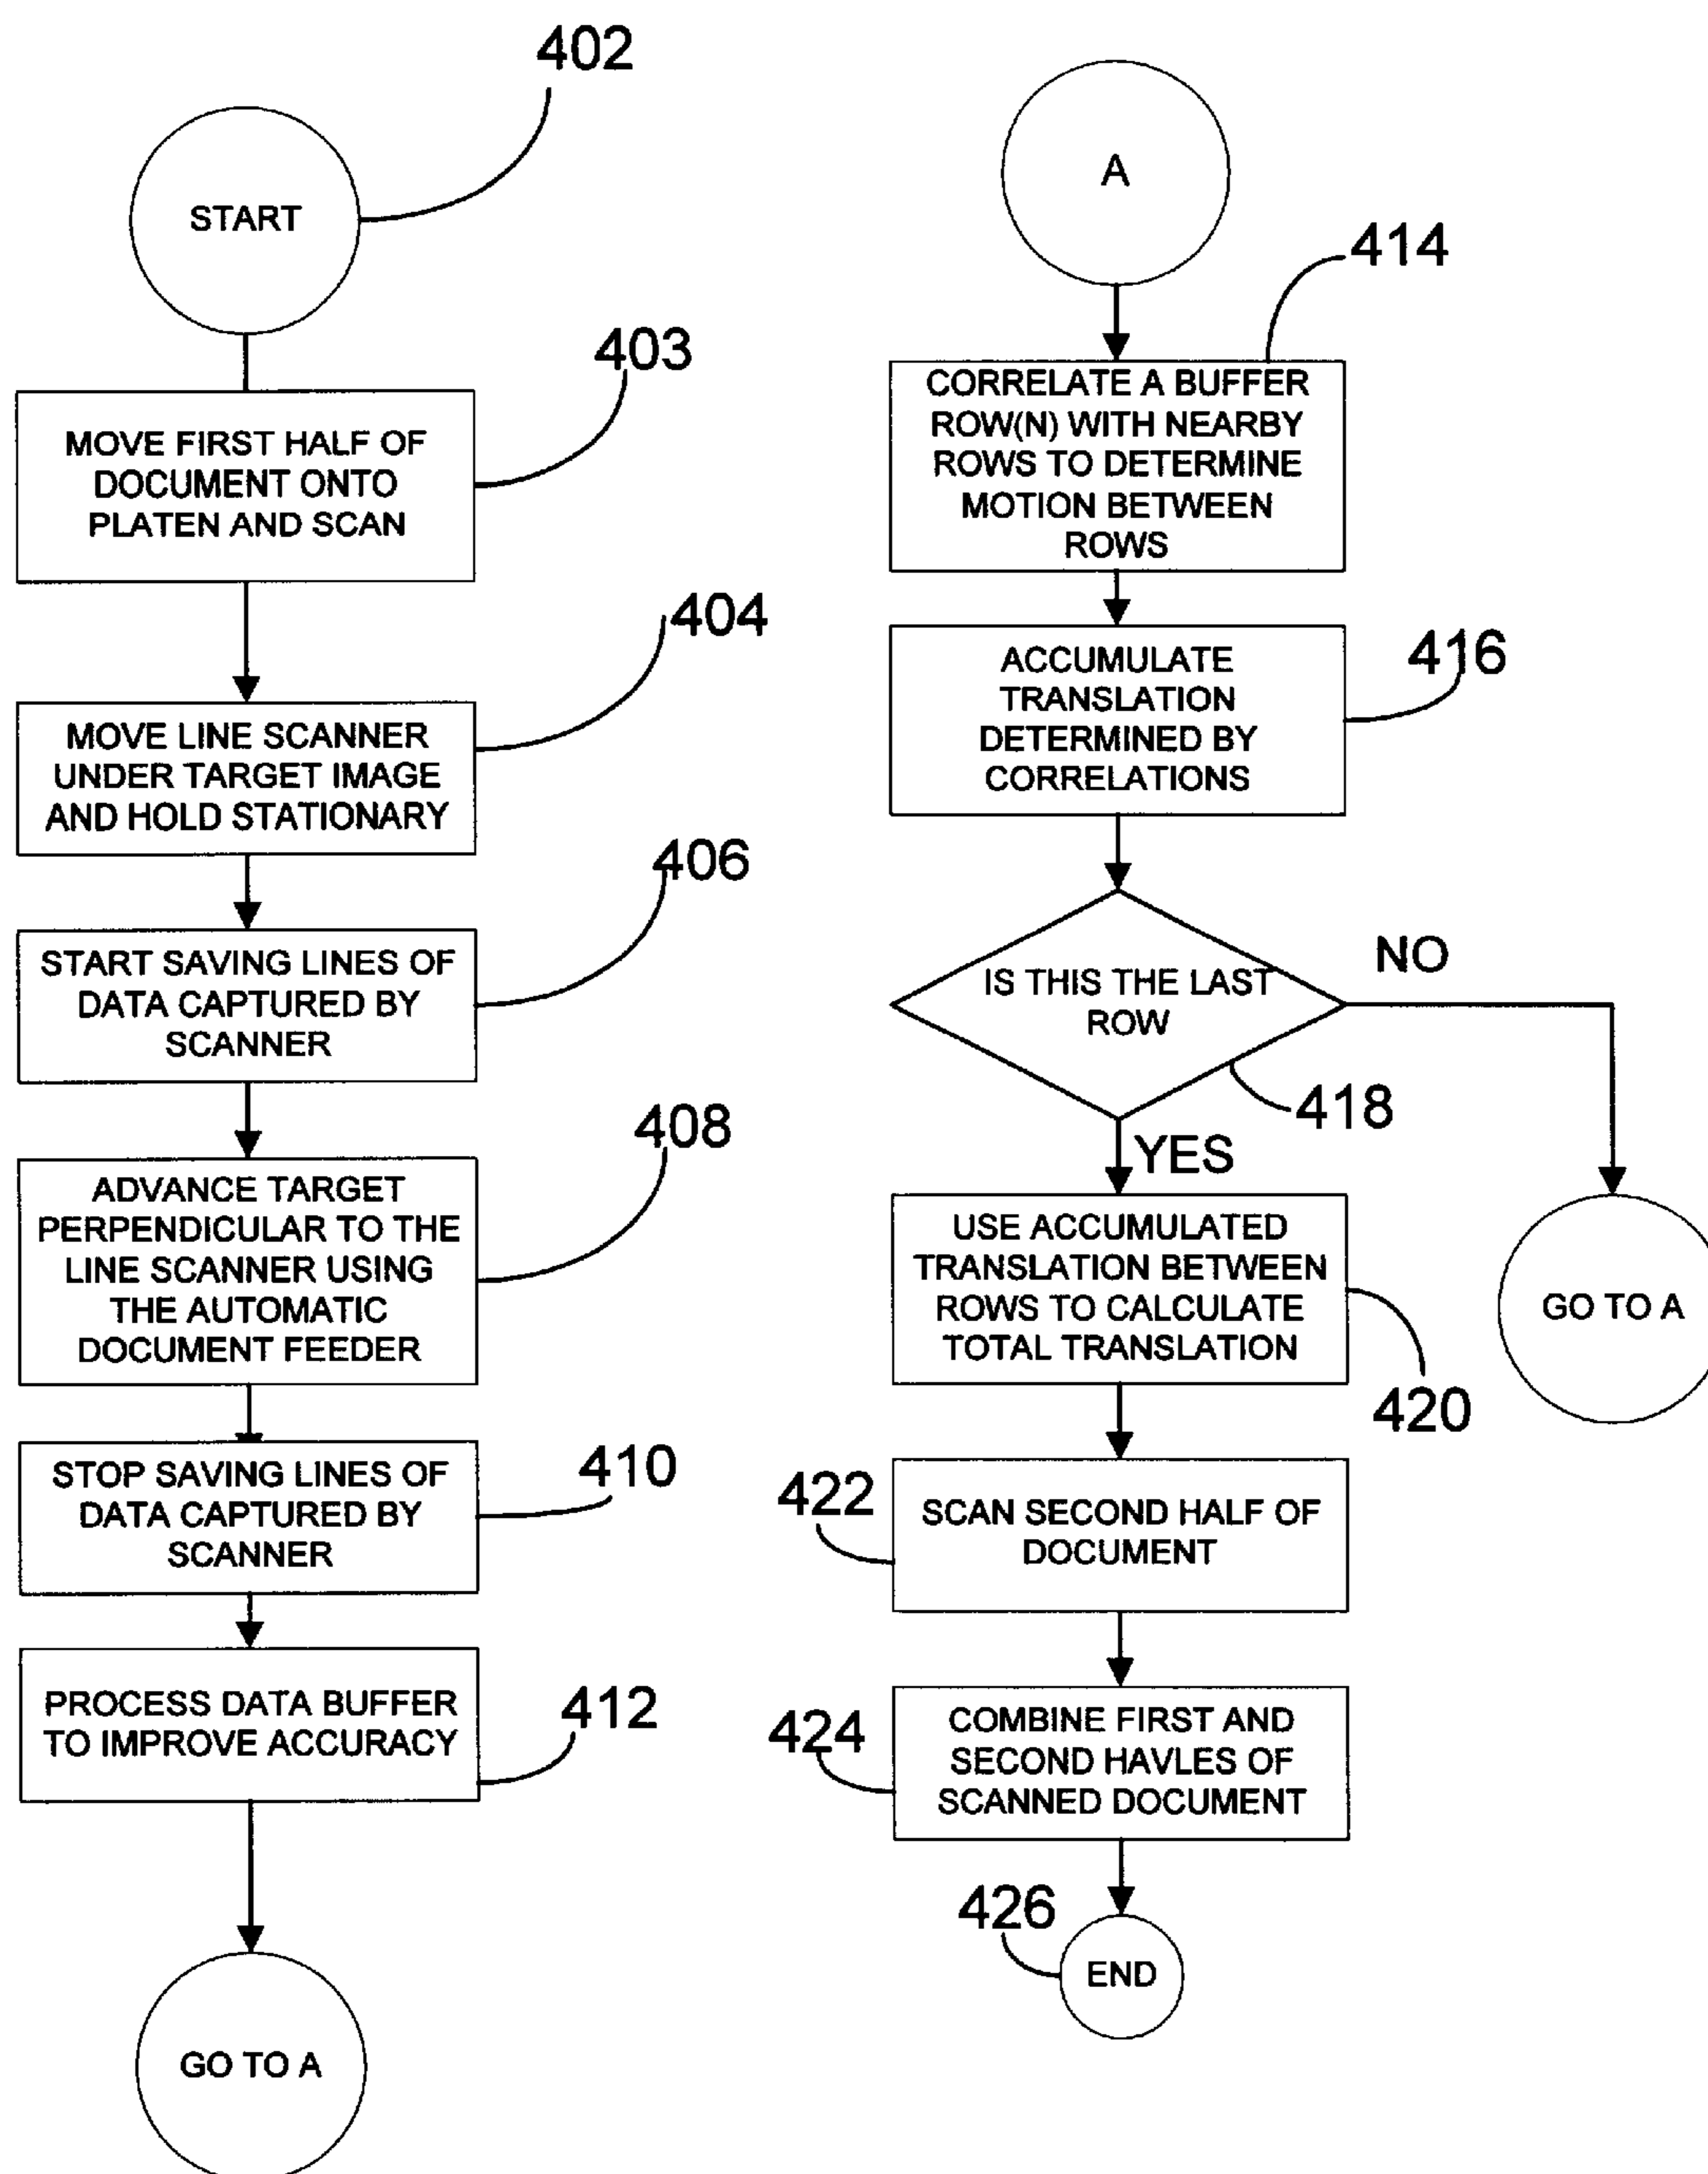 402
START
403
MOVE FIRST HALF OF
DOCUMENT ONTO
PLATEN AND SCAN
404
MOVE LINE SCANNER
UNDER TARGET IMAGE
AND HOLD STATIONARY
406
START SAVING LINES OF
DATA CAPTURED BY
SCANNER
408
ADVANCE TARGET
PERPENDICULAR TO THE
LINE SCANNER USING
THE AUTOMATIC
DOCUMENT FEEDER
410
STOP SAVING LINES OF
DATA CAPTURED BY
SCANNER
412
PROCESS DATA BUFFER
TO IMPROVE ACCURACY
GO TO A
A
414
CORRELATE A BUFFER
ROW(N) WITH NEARBY
ROWS TO DETERMINE
MOTION BETWEEN
ROWS
416
ACCUMULATE
TRANSLATION
DETERMINED BY
CORRELATIONS
IS THIS THE LAST
ROW
NO
418
YES
GO TO A
USE ACCUMULATED
TRANSLATION BETWEEN
ROWS TO CALCULATE
TOTAL TRANSLATION
420
422
SCAN SECOND HALF OF
DOCUMENT
424
COMBINE FIRST AND
SECOND HAVLES OF
SCANNED DOCUMENT
426
END